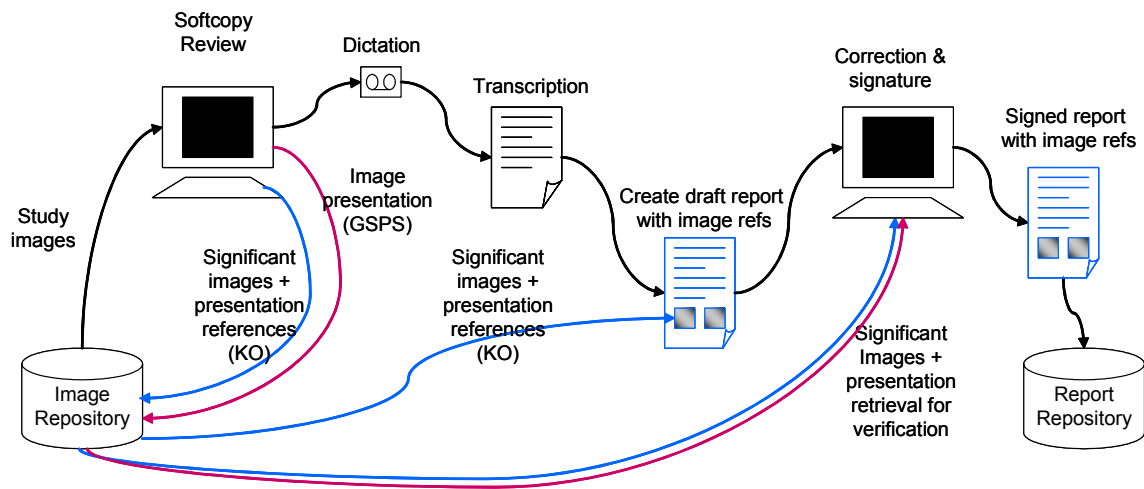 Softcopy
Review
Dictation
Transcription
Correction &
signature
Signed report
with image refs
Study
images
Image
presentation
(GSPS)
Create draft report
with image refs
Significant
images +
presentation
references
(KO)
Significant
images +
presentation
references
(KO)
Significant
Images +
presentation
retrieval for
verification
Image
Repository
Report
Repository